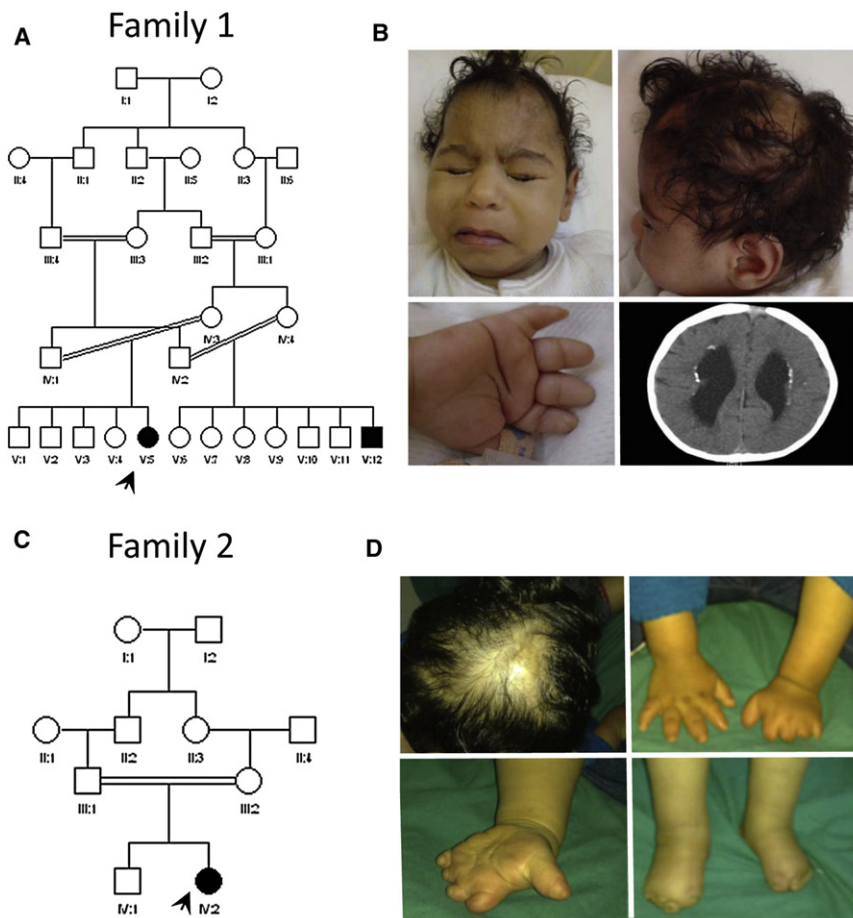 A Family 1 B
I:1 I:2
II:4 II:1 II:2 II:5 II:3 II:6
III:4 III:3 III:2 III:1
IV:3 IV:4
IV:1 IV:2
V:1 V:2 V:3 V:4 V:5 V:6 V:7 V:8 V:9 V:10 V:11 V:12
C Family 2 D
I:1 I:2
II:1 II:2 II:3 II:4
III:1 III:2
IV:1 IV:2